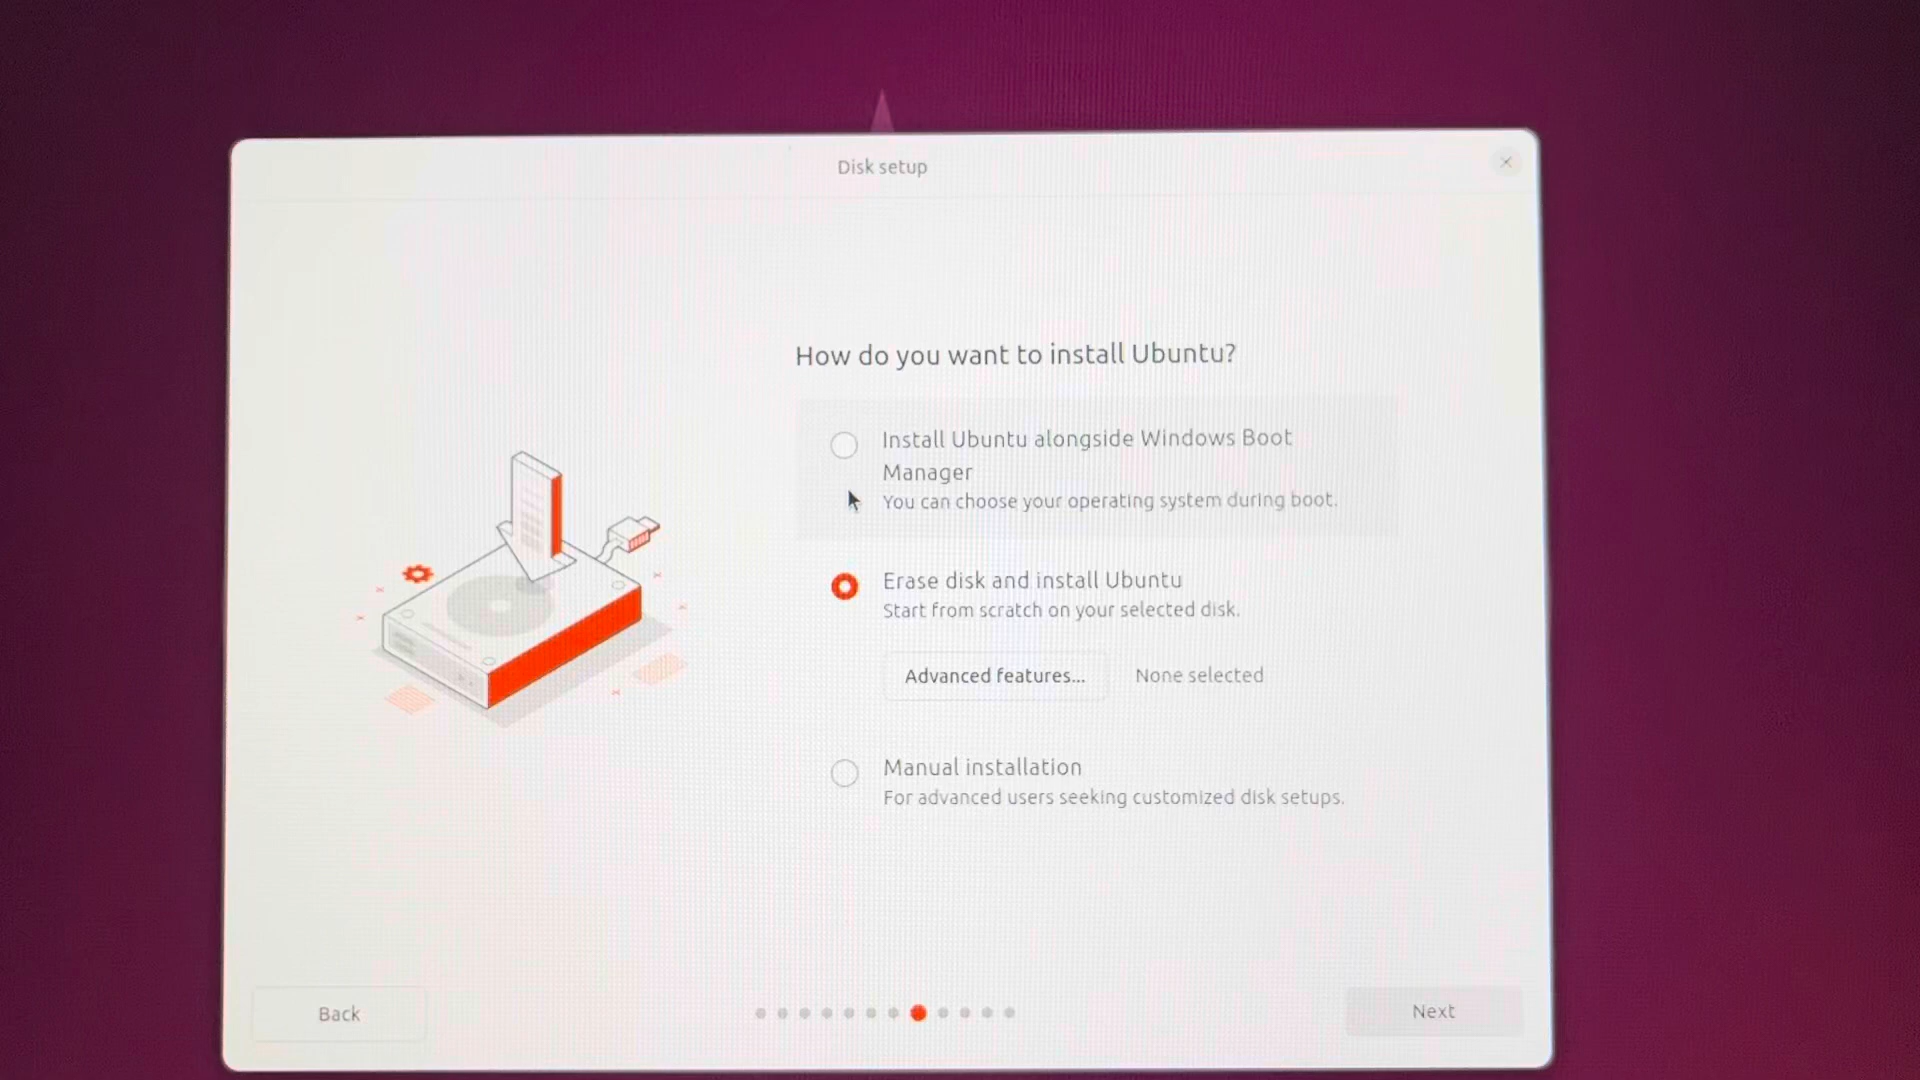 Disk setup
How do you want to install Ubuntu?
Install Ubuntu alongside Windows Boot
Manager
You can choose your operating system during boot.
Erase disk and install Ubuntu
Start from scratch on your selected disk.
Advanced features... None selected
Manual installation
For advanced users seeking customized disk setups.
Back Next